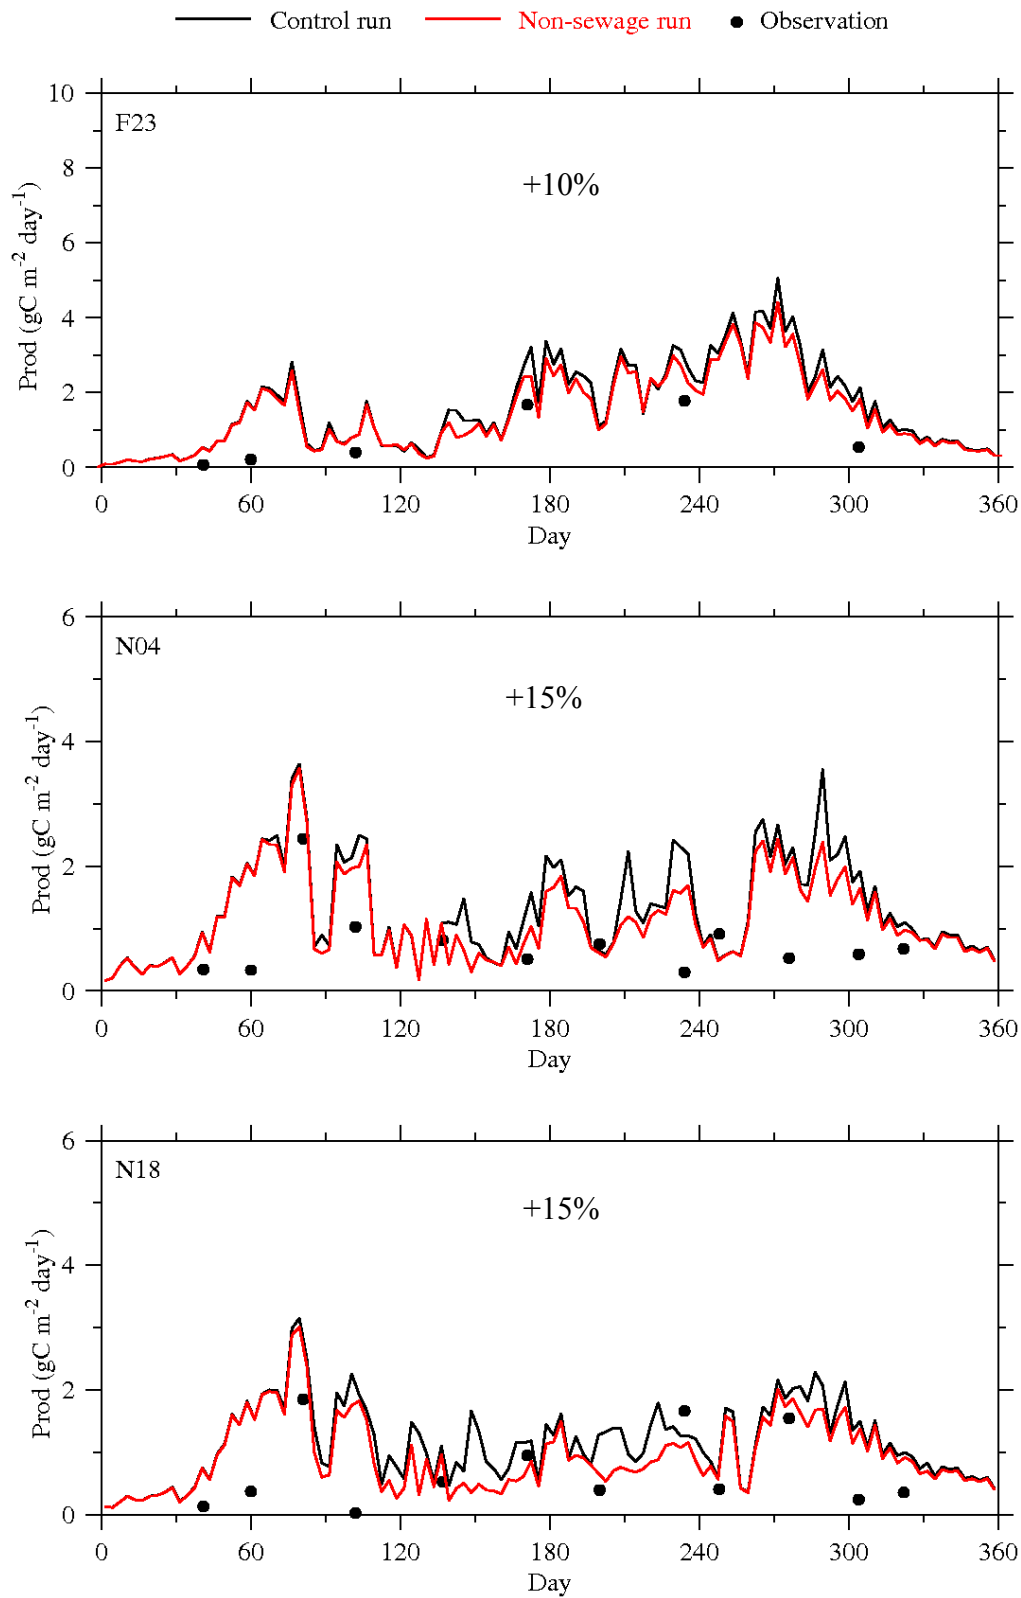 Control run Non-sewage run Observation
F23
+10%
Prod (gC m-2 day-1)
10
8
6
4
2
0
0 60 120 180 240 300 360
Day
N04
+15%
Prod (gC m-2 day-1)
6
4
2
0
0 60 120 180 240 300 360
Day
N18
+15%
Prod (gC m-2 day-1)
6
4
2
0
0 60 120 180 240 300 360
Day